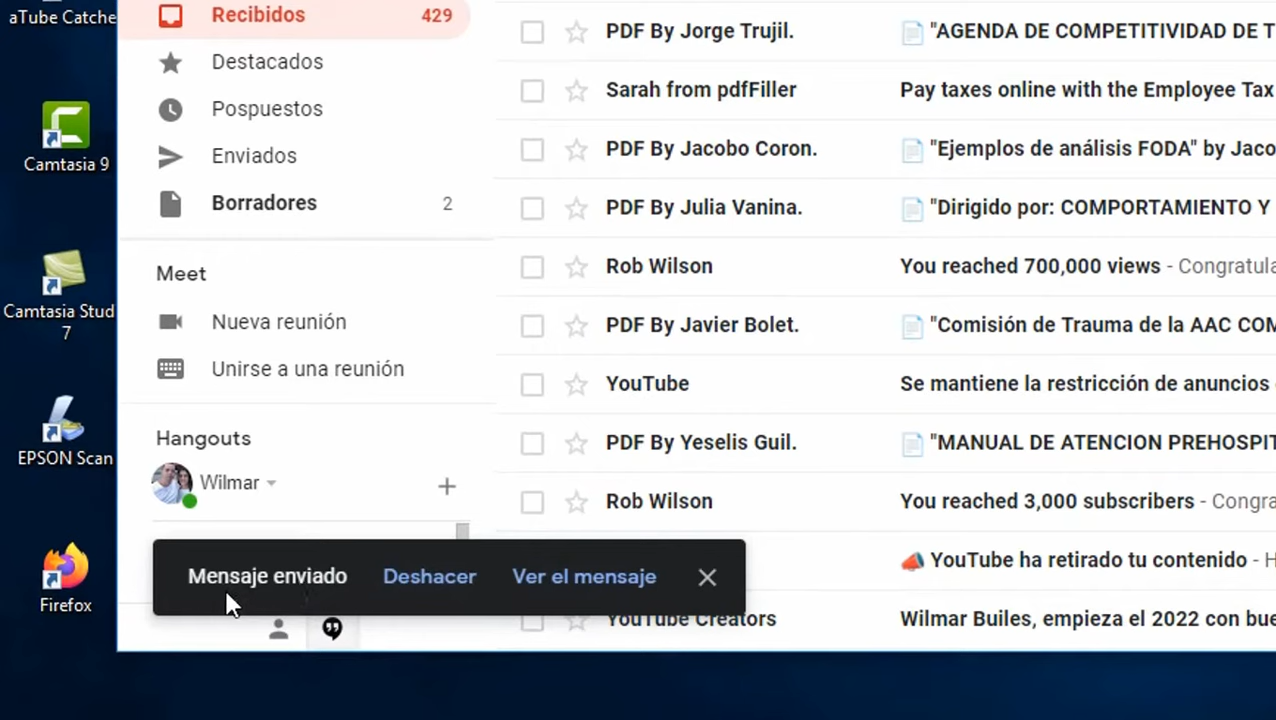 aTube Catche
Camtasia 9
Camtasia Stud
7
EPSON Scan
Firefox
Recibidos 429
Destacados
Pospuestos
Enviados
Borradores 2
Meet
Nueva reunión
Unirse a una reunión
Hangouts
Wilmar
Mensaje enviado Deshacer Ver el mensaje
PDF By Jorge Trujil. "AGENDA DE COMPETITIVIDAD DE T
Sarah from pdfFiller Pay taxes online with the Employee Tax
PDF By Jacobo Coron. "Ejemplos de análisis FODA" by Jaco
PDF By Julia Vanina. "Dirigido por: COMPORTAMIENTO Y
Rob Wilson You reached 700,000 views - Congratula
PDF By Javier Bolet. "Comisión de Trauma de la AAC COM
YouTube Se mantiene la restricción de anuncios
PDF By Yeselis Guil. "MANUAL DE ATENCION PREHOSPIT
Rob Wilson You reached 3,000 subscribers - Congra
YouTube ha retirado tu contenido - H
YouTube Creators Wilmar Builes, empieza el 2022 con bue